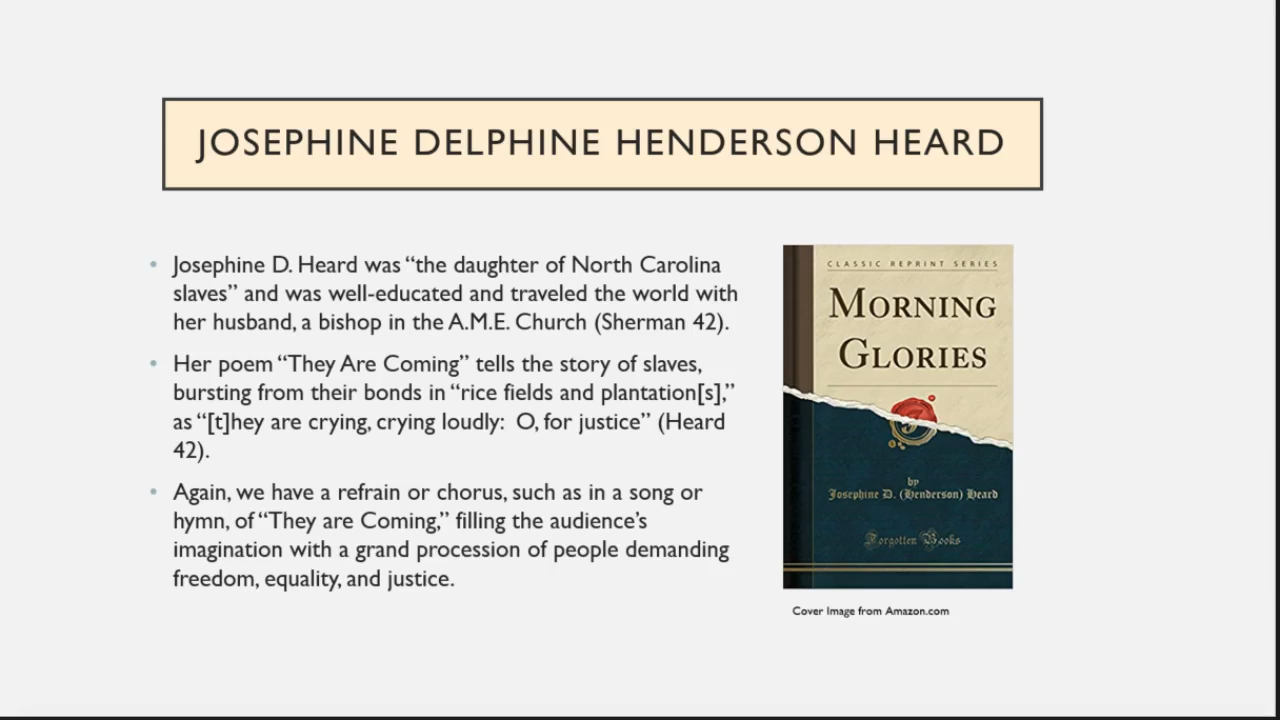 JOSEPHINE DELPHINE HENDERSON HEARD
• Josephine D. Heard was “the daughter of North Carolina
slaves” and was well-educated and traveled the world with
her husband, a bishop in the A.M.E. Church (Sherman 42).
• Her poem “They Are Coming” tells the story of slaves,
bursting from their bonds in “rice fields and plantation[s],”
as “[t]hey are crying, crying loudly:  O, for justice” (Heard
42).
• Again, we have a refrain or chorus, such as in a song or
hymn, of “They are Coming,” filling the audience’s
imagination with a grand procession of people demanding
freedom, equality, and justice.
CLASSIC REPRINT SERIES
MORNING
GLORIES
by
Josephine D. (Henderson) Heard
Forgotten Books
Cover Image from Amazon.com